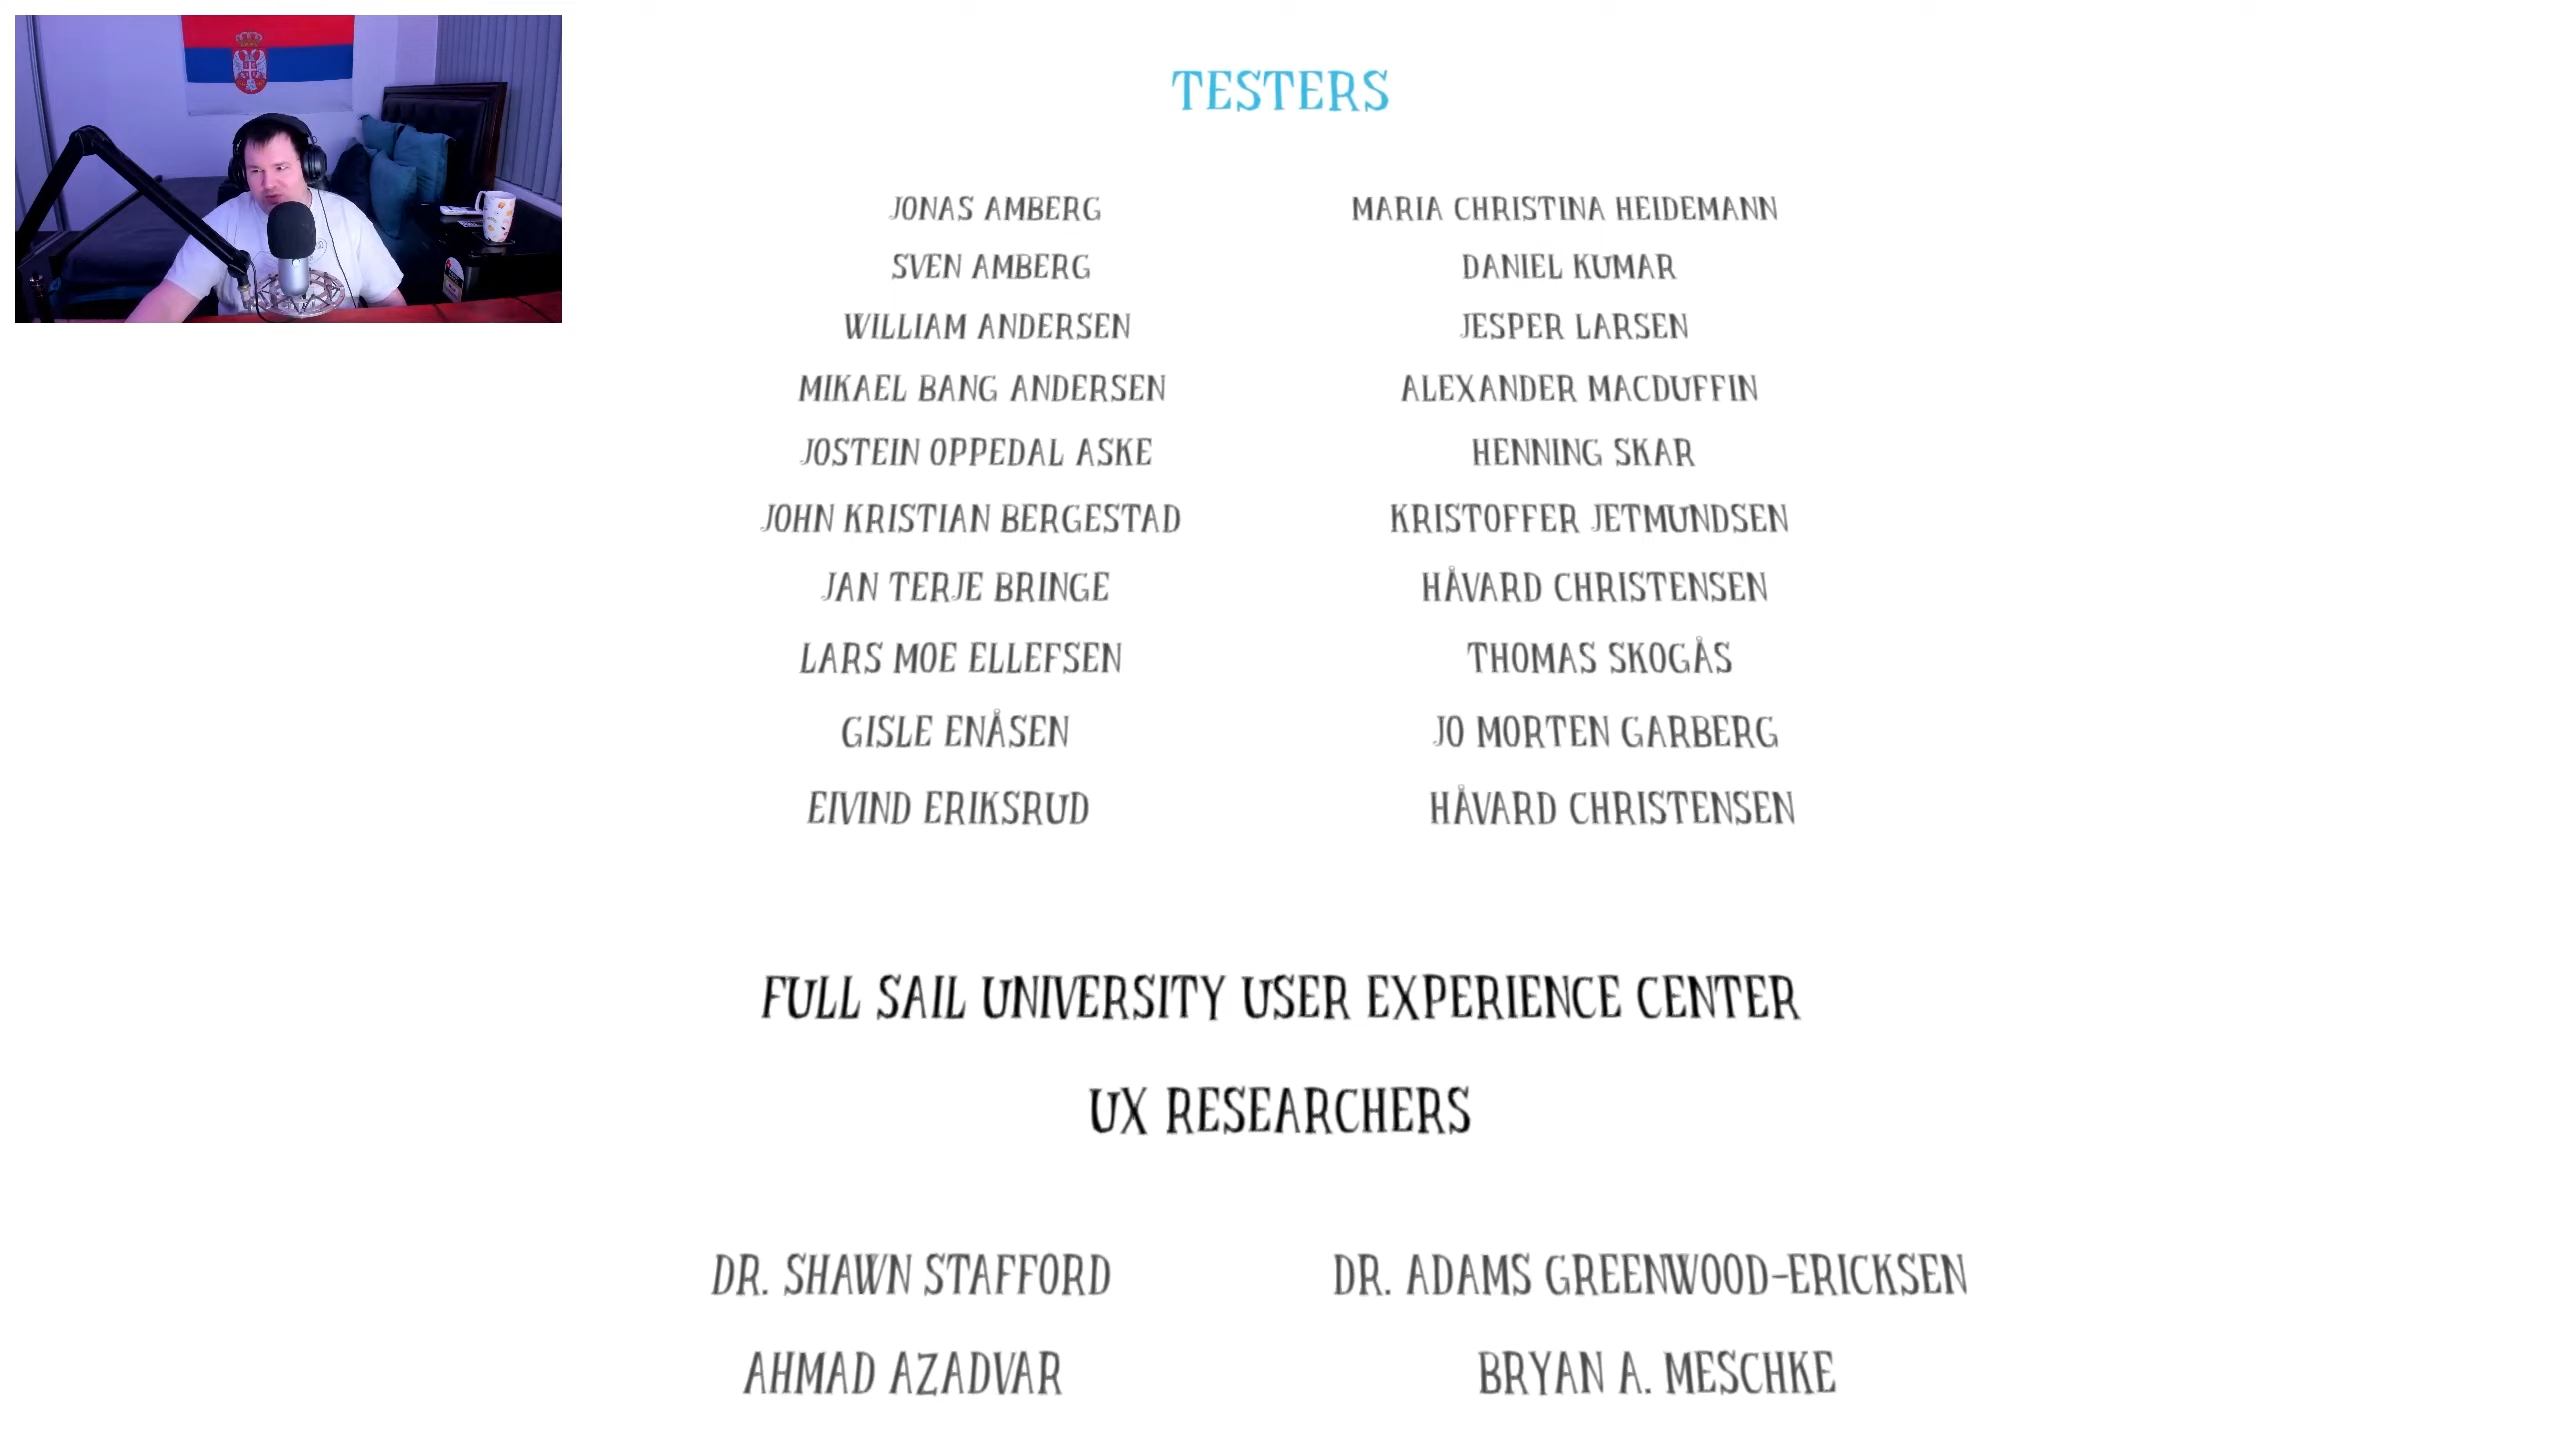 TESTERS
JONAS AMBERG
MARIA CHRISTINA HEIDEMANN
SVEN AMBERG
DANIEL KUMAR
WILLIAM ANDERSEN
JESPER LARSEN
MIKAEL BANG ANDERSEN
ALEXANDER MACDUFFIN
JOSTEIN OPPEDAL ASKE
HENNING SKAR
JOHN KRISTIAN BERGESTAD
KRISTOFFER JETMUNDSEN
JAN TERJE BRINGE
HÅVARD CHRISTENSEN
LARS MOE ELLEFSEN
THOMAS SKOGÅS
GISLE ENÅSEN
JO MORTEN GARBERG
EIVIND ERIKSRUD
HÅVARD CHRISTENSEN
FULL SAIL UNIVERSITY USER EXPERIENCE CENTER
UX RESEARCHERS
DR. SHAWN STAFFORD
DR. ADAMS GREENWOOD-ERICKSEN
AHMAD AZADVAR
BRYAN A. MESCHKE